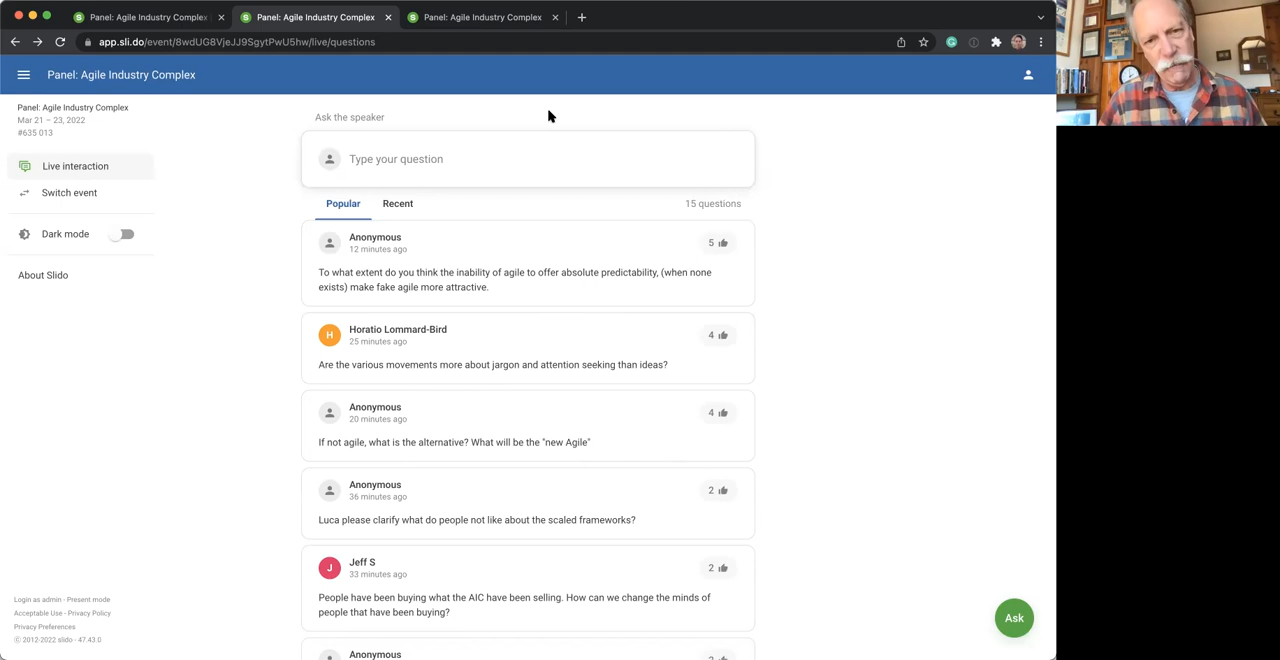 Panel: Agile Industry Complex
Panel: Agile Industry Complex
Panel: Agile Industry Complex
app.sli.do/event/8wdUG8VjeJJ9SgytPwU5hw/live/questions
Panel: Agile Industry Complex
Panel: Agile Industry Complex
Mar 21 – 23, 2022
#635 013
Live interaction
Switch event
Dark mode
About Slido
Ask the speaker
Type your question
Popular
Recent
15 questions
Anonymous
5
12 minutes ago
To what extent do you think the inability of agile to offer absolute predictability, (when none
exists) make fake agile more attractive.
H
Horatio Lommard-Bird
4
25 minutes ago
Are the various movements more about jargon and attention seeking than ideas?
Anonymous
4
20 minutes ago
If not agile, what is the alternative? What will be the "new Agile"
Anonymous
2
36 minutes ago
Luca please clarify what do people not like about the scaled frameworks?
J
Jeff S
2
33 minutes ago
People have been buying what the AIC have been selling. How can we change the minds of
people that have been buying?
Anonymous
Login as admin - Present mode
Acceptable Use - Privacy Policy
Privacy Preferences
© 2012-2022 slido - 47.43.0
Ask